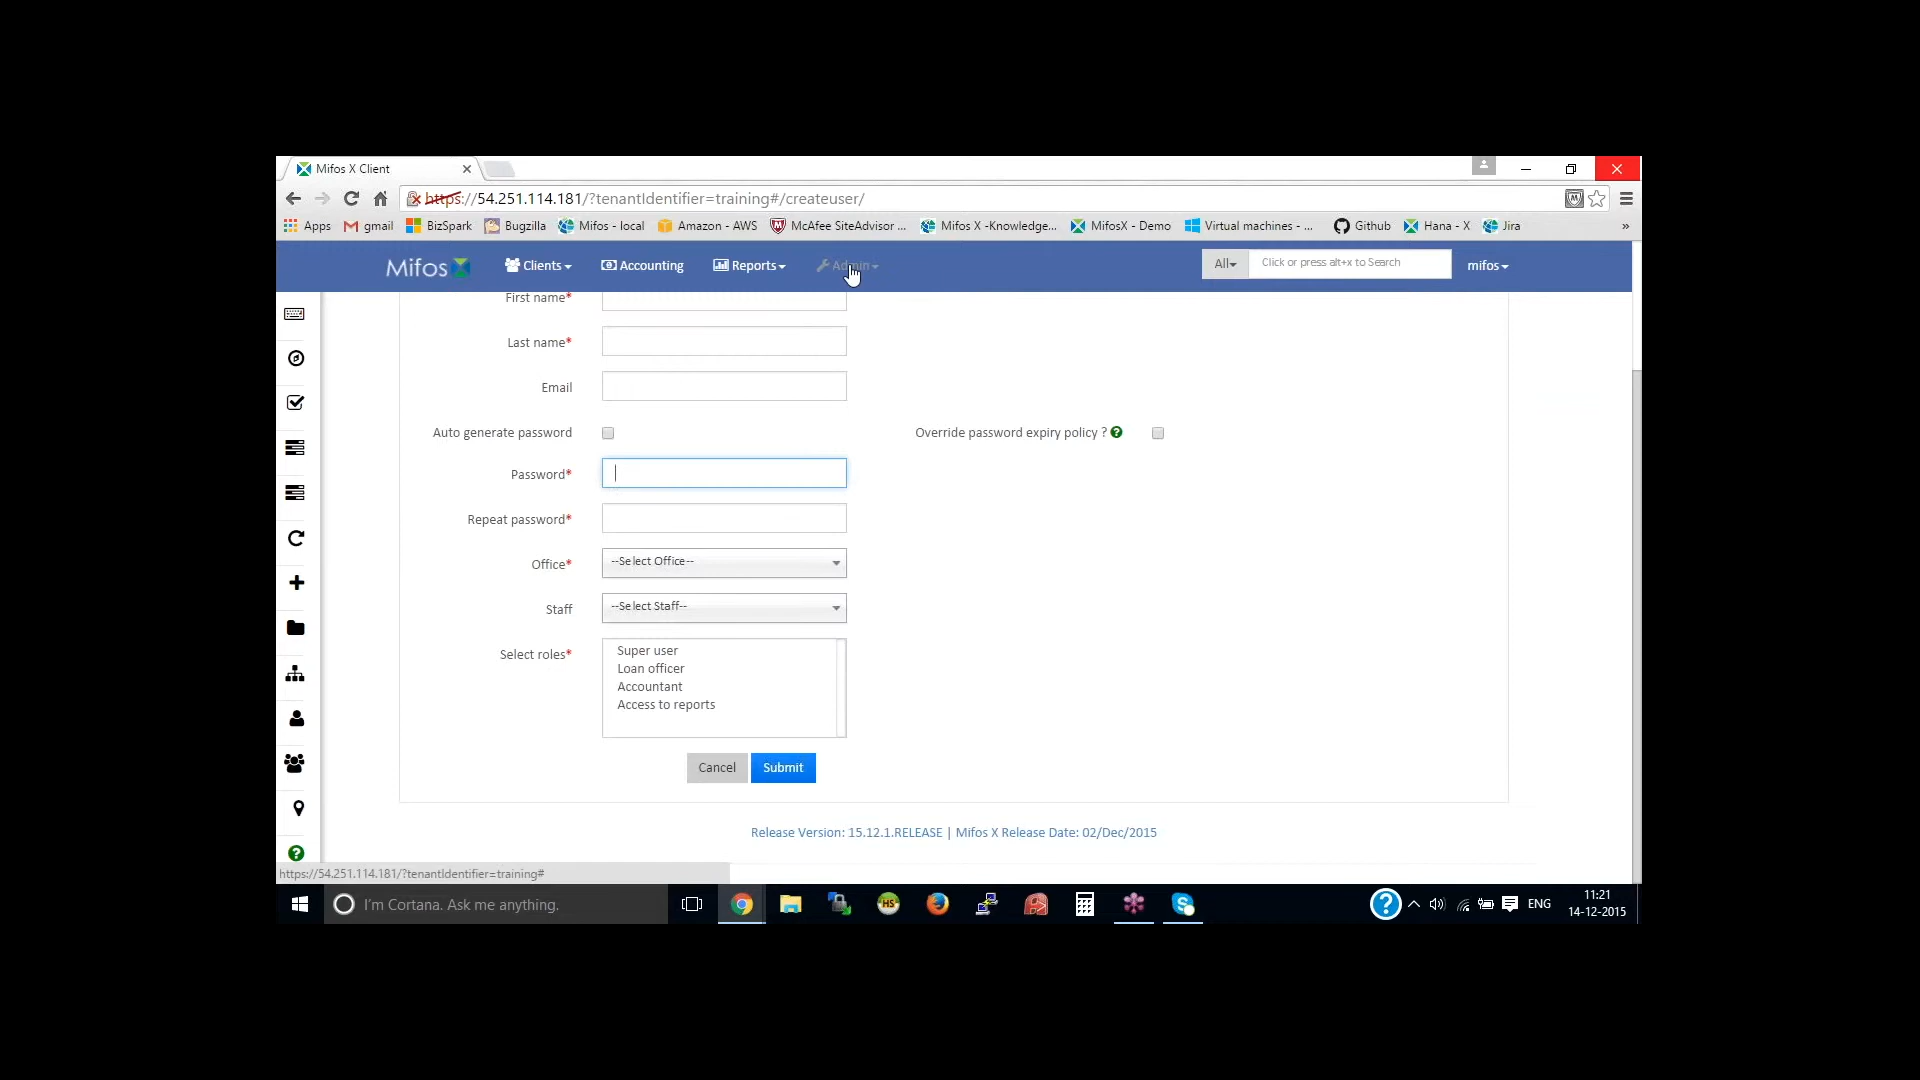 Mifos X Client
https://54.251.114.181/?tenantIdentifier=training#/createuser/
Apps gmail BizSpark Bugzilla Mifos - local Amazon - AWS McAfee SiteAdvisor ... Mifos X -Knowledge... MifosX - Demo Virtual machines - ... Github Hana - X Jira »
Mifos Clients Accounting Reports Admin All Click or press alt+x to Search mifos
First name*
Last name*
Email
Auto generate password Override password expiry policy ? ?
Password*
Repeat password*
Office* --Select Office--
Staff --Select Staff--
Select roles* Super user
Loan officer
Accountant
Access to reports
Cancel Submit
Release Version: 15.12.1.RELEASE | Mifos X Release Date: 02/Dec/2015
?
https://54.251.114.181/?tenantIdentifier=training#
I'm Cortana. Ask me anything. HS ? ENG 11:21
14-12-2015